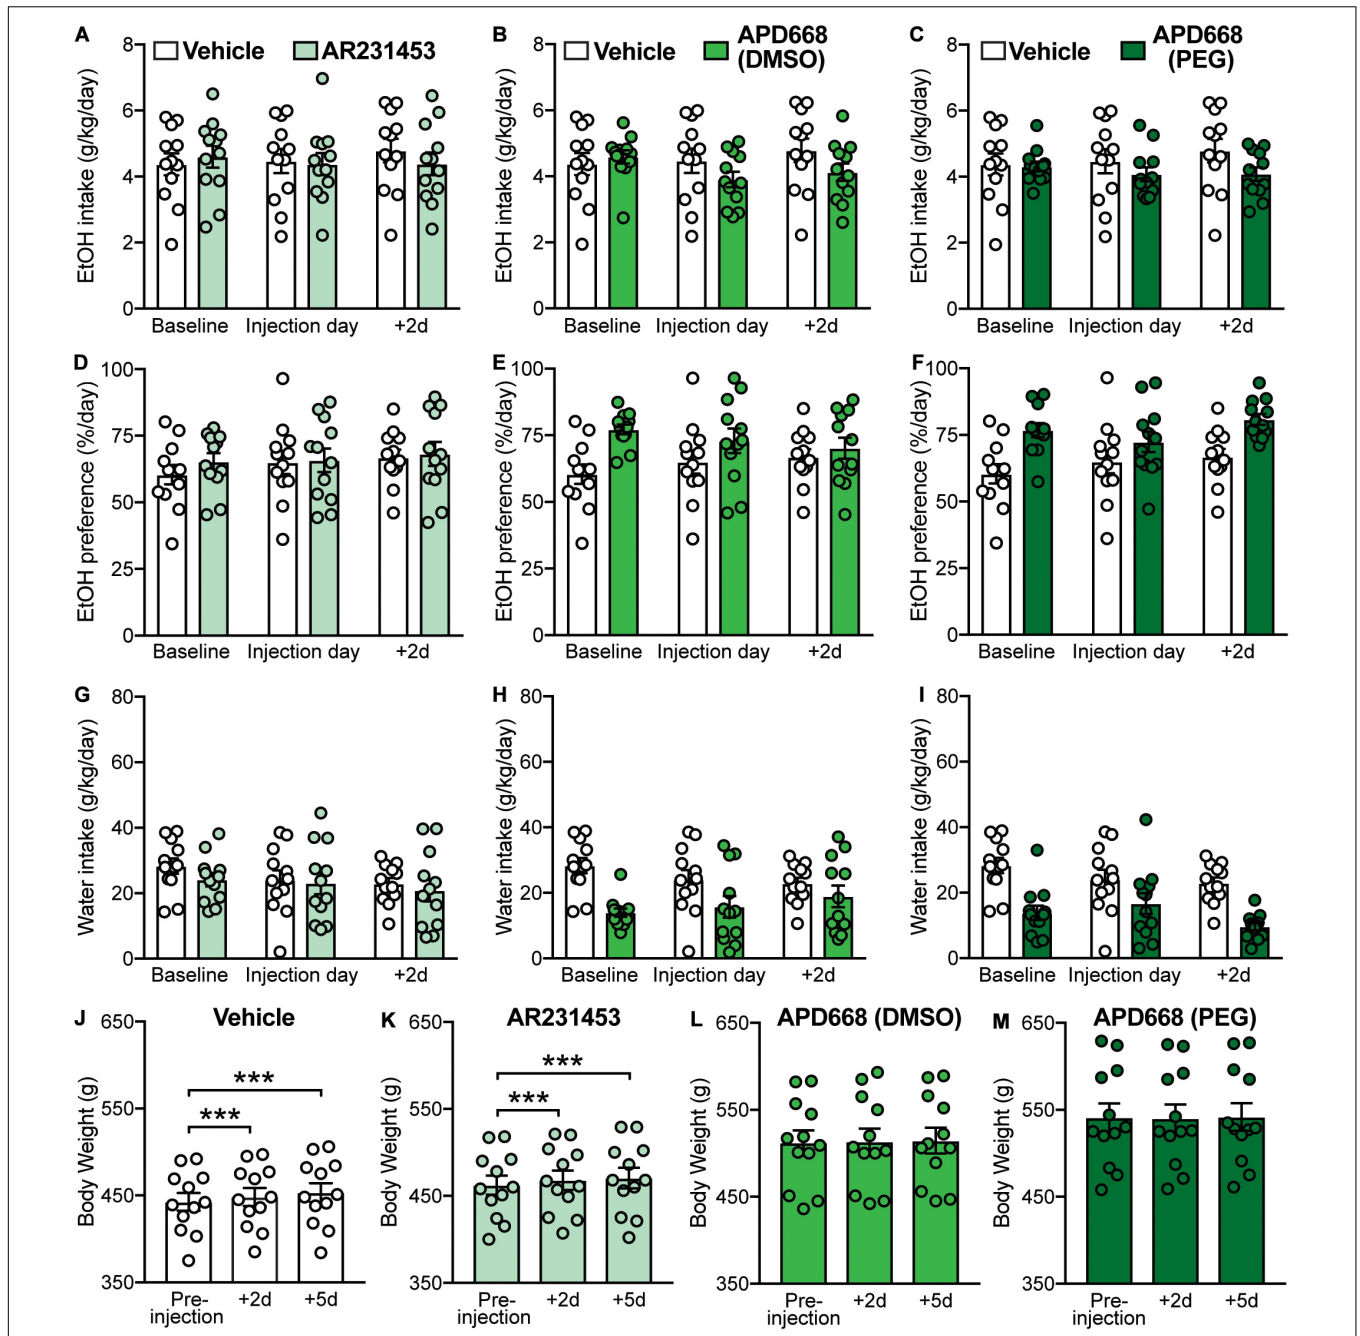 A
Vehicle
AR231453
EtOH intake (g/kg/day)
8
6
4
2
0
Baseline
Injection day
+2d
B
Vehicle
APD668
(DMSO)
EtOH intake (g/kg/day)
8
6
4
2
0
Baseline
Injection day
+2d
C
Vehicle
APD668
(PEG)
EtOH intake (g/kg/day)
8
6
4
2
0
Baseline
Injection day
+2d
D
EtOH preference (%/day)
100
75
50
25
0
Baseline
Injection day
+2d
E
EtOH preference (%/day)
100
75
50
25
0
Baseline
Injection day
+2d
F
EtOH preference (%/day)
100
75
50
25
0
Baseline
Injection day
+2d
G
Water intake (g/kg/day)
80
60
40
20
0
Baseline
Injection day
+2d
H
Water intake (g/kg/day)
80
60
40
20
0
Baseline
Injection day
+2d
I
Water intake (g/kg/day)
80
60
40
20
0
Baseline
Injection day
+2d
J
Vehicle
Body Weight (g)
650
550
450
350
***
***
Pre-
injection
+2d
+5d
K
AR231453
Body Weight (g)
650
550
450
350
***
***
Pre-
injection
+2d
+5d
L
APD668 (DMSO)
Body Weight (g)
650
550
450
350
Pre-
injection
+2d
+5d
M
APD668 (PEG)
Body Weight (g)
650
550
450
350
Pre-
injection
+2d
+5d